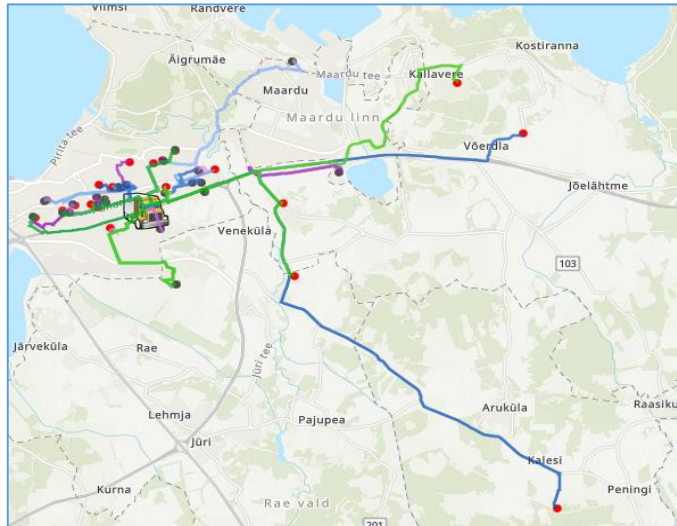 Viimsi
Randvere
Äigrumäe
Kostiranna
Maardu tee
Kallavere
Maardu
Maardu linn
Pirita tee
Võerdla
Jõelähtme
Veneküla
103
Järveküla
Rae
Jüri tee
Lehmja
Pajupea
Aruküla
Raasiku
Jüri
Kalesi
Kurna
Rae vald
Peningi
201